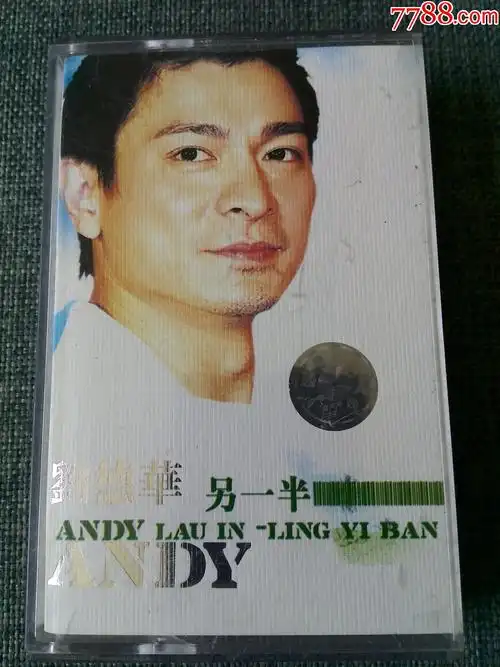 7788.com
劉德華 另一半
ANDY LAU IN -LING YI BAN
ANDY